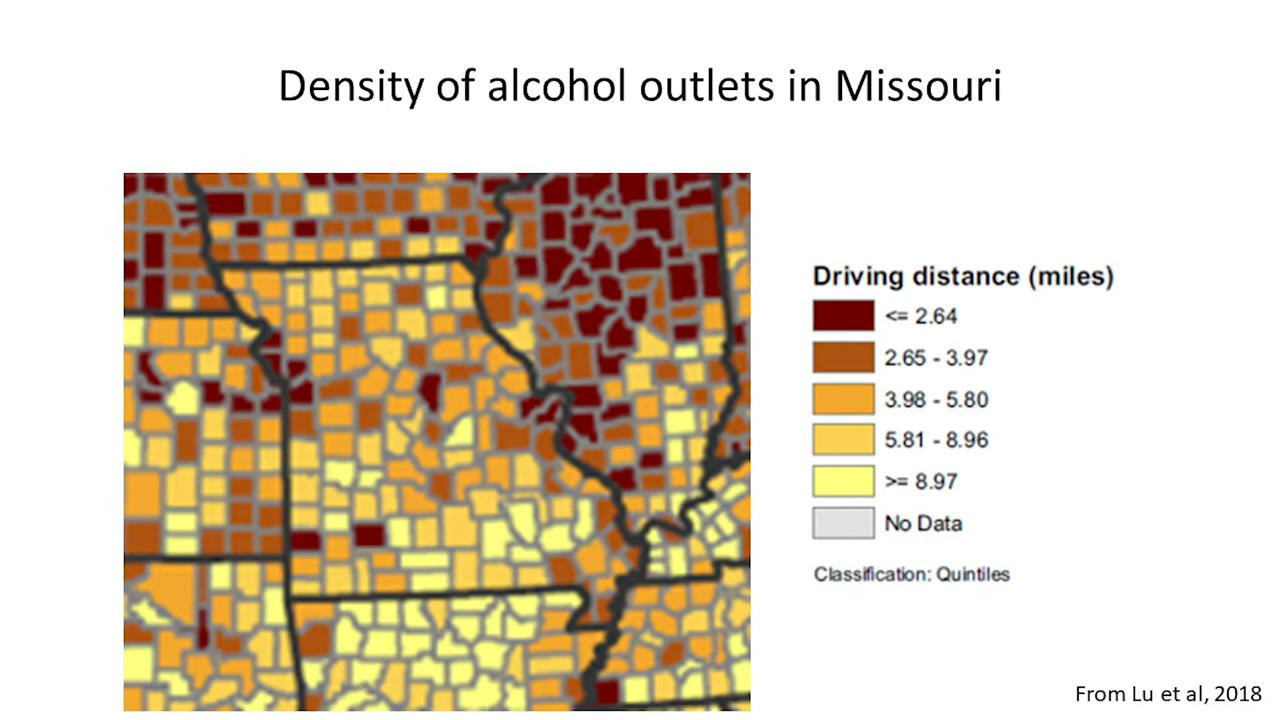 Density of alcohol outlets in Missouri
Driving distance (miles)
<= 2.64
2.65 - 3.97
3.98 - 5.80
5.81 - 8.96
>= 8.97
No Data
Classification: Quintiles
From Lu et al, 2018